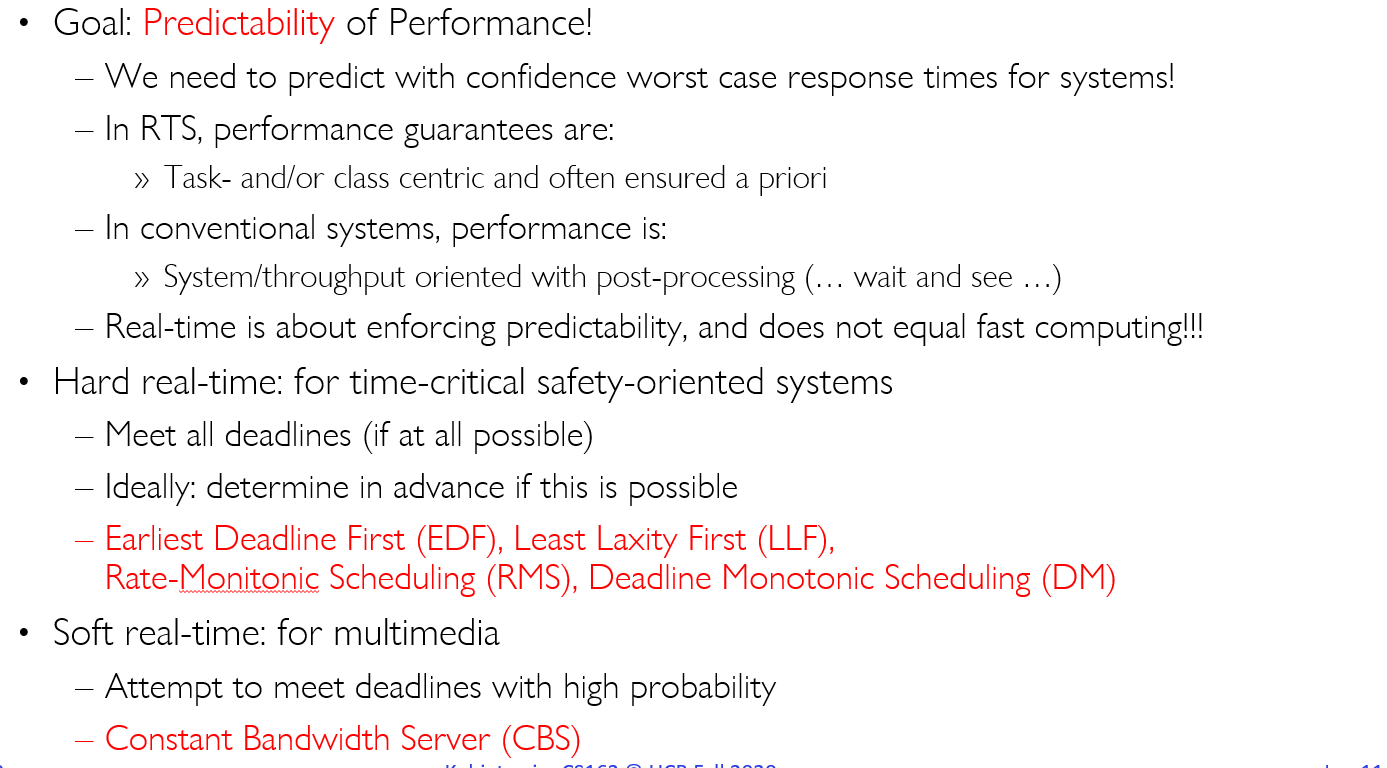 • Goal: Predictability of Performance!
– We need to predict with confidence worst case response times for systems!
– In RTS, performance guarantees are:
» Task- and/or class centric and often ensured a priori
– In conventional systems, performance is:
» System/throughput oriented with post-processing (… wait and see …)
– Real-time is about enforcing predictability, and does not equal fast computing!!!
• Hard real-time: for time-critical safety-oriented systems
– Meet all deadlines (if at all possible)
– Ideally: determine in advance if this is possible
– Earliest Deadline First (EDF), Least Laxity First (LLF),
Rate-Monitonic Scheduling (RMS), Deadline Monotonic Scheduling (DM)
• Soft real-time: for multimedia
– Attempt to meet deadlines with high probability
– Constant Bandwidth Server (CBS)